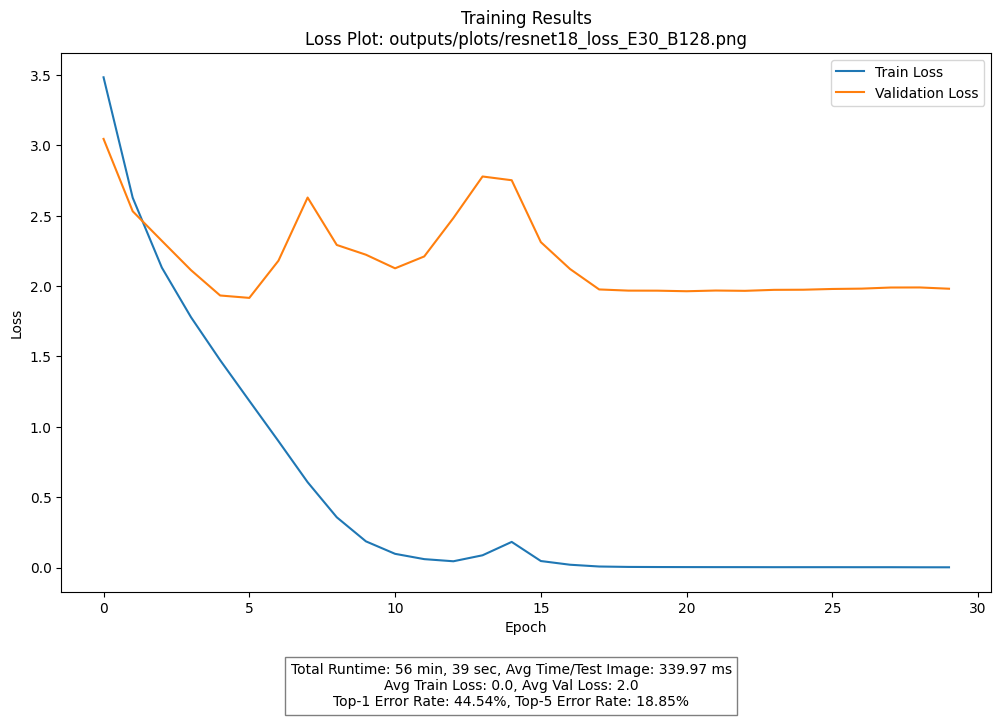 Training Results
Loss Plot: outputs/plots/resnet18_loss_E30_B128.png
Train Loss
Validation Loss
3.5
3.0
2.5
2.0
1.5
1.0
0.5
0.0
Loss
0
5
10
15
20
25
30
Epoch
Total Runtime: 56 min, 39 sec, Avg Time/Test Image: 339.97 ms
Avg Train Loss: 0.0, Avg Val Loss: 2.0
Top-1 Error Rate: 44.54%, Top-5 Error Rate: 18.85%